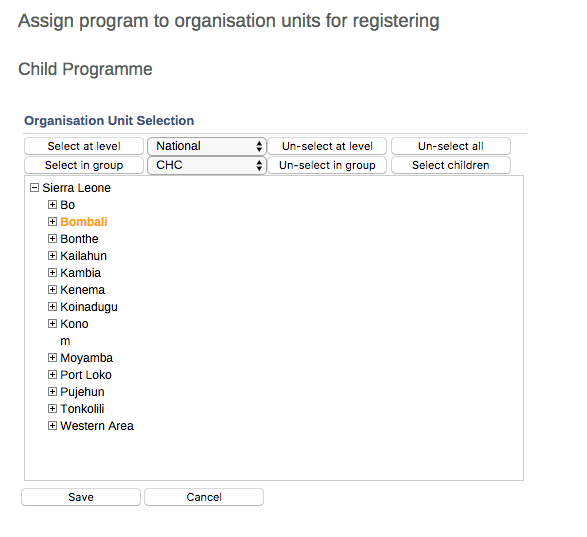 Assign program to organisation units for registering
Child Programme
Organisation Unit Selection
Select at level National Un-select at level Un-select all
Select in group CHC Un-select in group Select children
Sierra Leone
Bo
Bombali
Bonthe
Kailahun
Kambia
Kenema
Koinadugu
Kono
m
Moyamba
Port Loko
Pujehun
Tonkolili
Western Area
Save Cancel